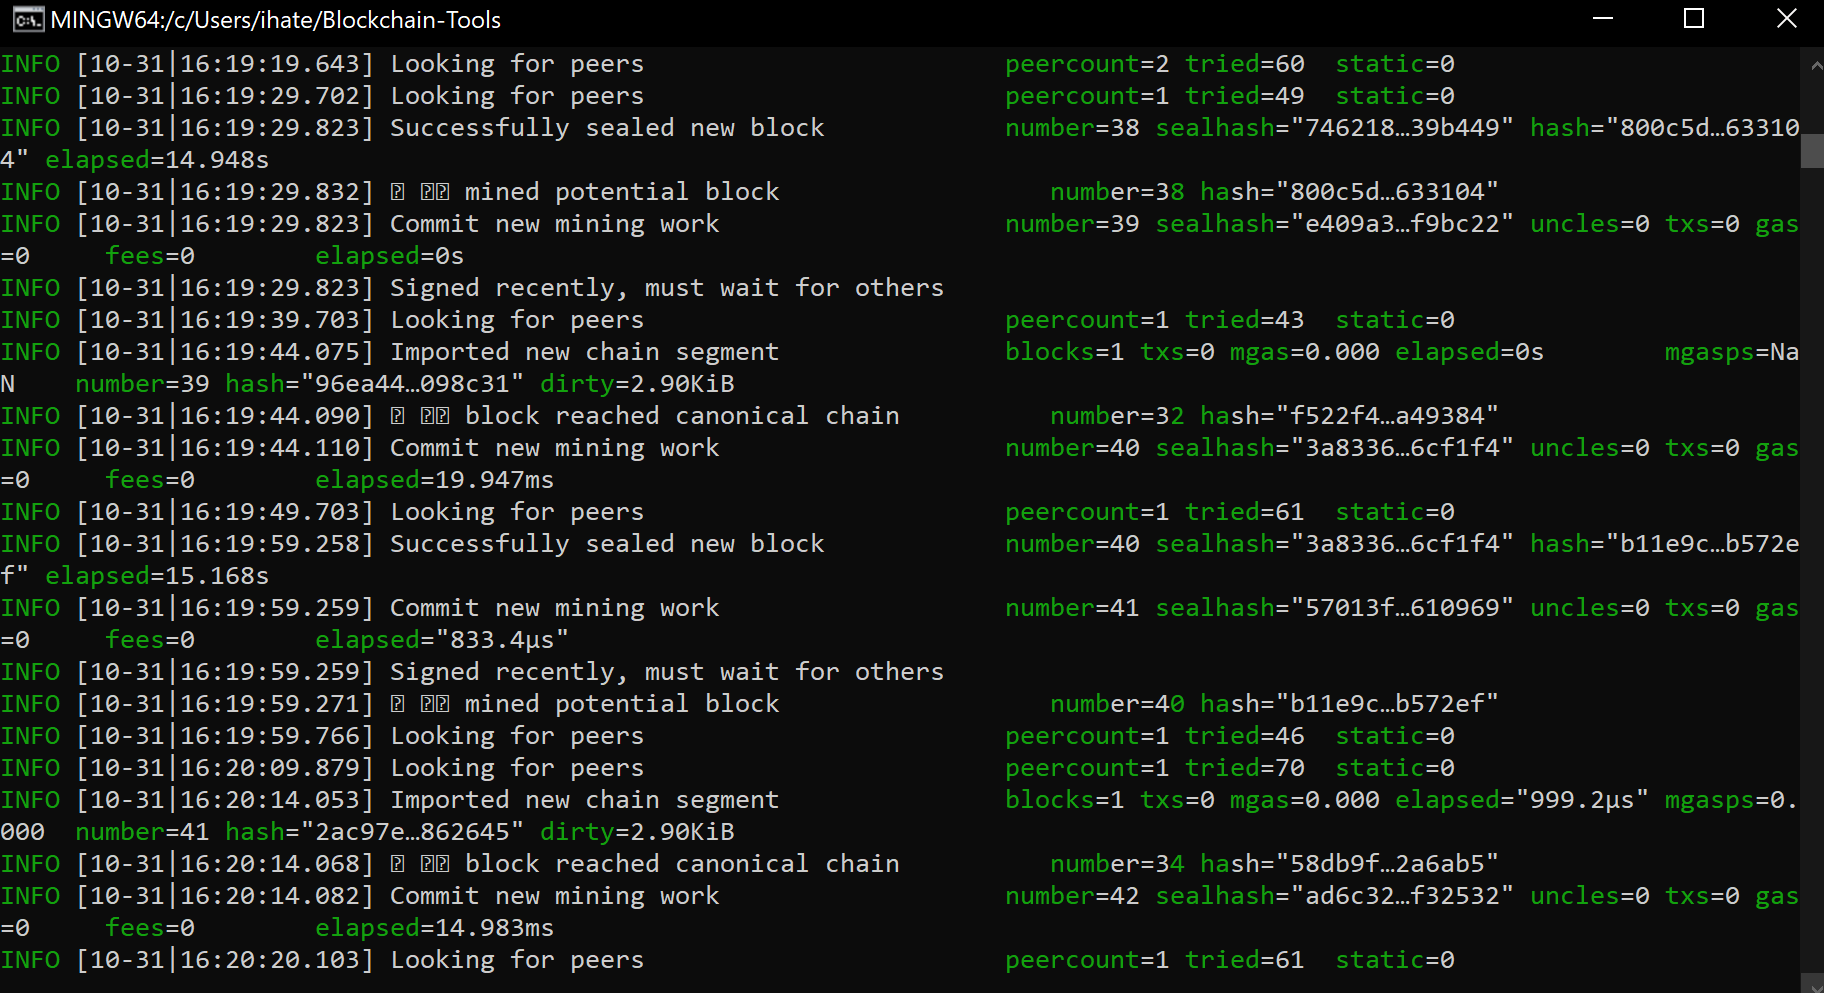 MINGW64:/c/Users/ihate/Blockchain-Tools
INFO [10-31|16:19:19.643] Looking for peers                        peercount=2 tried=60  static=0
INFO [10-31|16:19:29.702] Looking for peers                        peercount=1 tried=49  static=0
INFO [10-31|16:19:29.823] Successfully sealed new block            number=38 sealhash="746218…39b449" hash="800c5d…63310
4" elapsed=14.948s
INFO [10-31|16:19:29.832] mined potential block                  number=38 hash="800c5d…633104"
INFO [10-31|16:19:29.823] Commit new mining work                   number=39 sealhash="e409a3…f9bc22" uncles=0 txs=0 gas
=0     fees=0        elapsed=0s
INFO [10-31|16:19:29.823] Signed recently, must wait for others
INFO [10-31|16:19:39.703] Looking for peers                        peercount=1 tried=43  static=0
INFO [10-31|16:19:44.075] Imported new chain segment               blocks=1 txs=0 mgas=0.000 elapsed=0s        mgasps=Na
N    number=39 hash="96ea44…098c31" dirty=2.90KiB
INFO [10-31|16:19:44.090] block reached canonical chain          number=32 hash="f522f4…a49384"
INFO [10-31|16:19:44.110] Commit new mining work                   number=40 sealhash="3a8336…6cf1f4" uncles=0 txs=0 gas
=0     fees=0        elapsed=19.947ms
INFO [10-31|16:19:49.703] Looking for peers                        peercount=1 tried=61  static=0
INFO [10-31|16:19:59.258] Successfully sealed new block            number=40 sealhash="3a8336…6cf1f4" hash="b11e9c…b572e
f" elapsed=15.168s
INFO [10-31|16:19:59.259] Commit new mining work                   number=41 sealhash="57013f…610969" uncles=0 txs=0 gas
=0     fees=0        elapsed="833.4µs"
INFO [10-31|16:19:59.259] Signed recently, must wait for others
INFO [10-31|16:19:59.271] mined potential block                  number=40 hash="b11e9c…b572ef"
INFO [10-31|16:19:59.766] Looking for peers                        peercount=1 tried=46  static=0
INFO [10-31|16:20:09.879] Looking for peers                        peercount=1 tried=70  static=0
INFO [10-31|16:20:14.053] Imported new chain segment               blocks=1 txs=0 mgas=0.000 elapsed="999.2µs" mgasps=0.
000  number=41 hash="2ac97e…862645" dirty=2.90KiB
INFO [10-31|16:20:14.068] block reached canonical chain          number=34 hash="58db9f…2a6ab5"
INFO [10-31|16:20:14.082] Commit new mining work                   number=42 sealhash="ad6c32…f32532" uncles=0 txs=0 gas
=0     fees=0        elapsed=14.983ms
INFO [10-31|16:20:20.103] Looking for peers                        peercount=1 tried=61  static=0